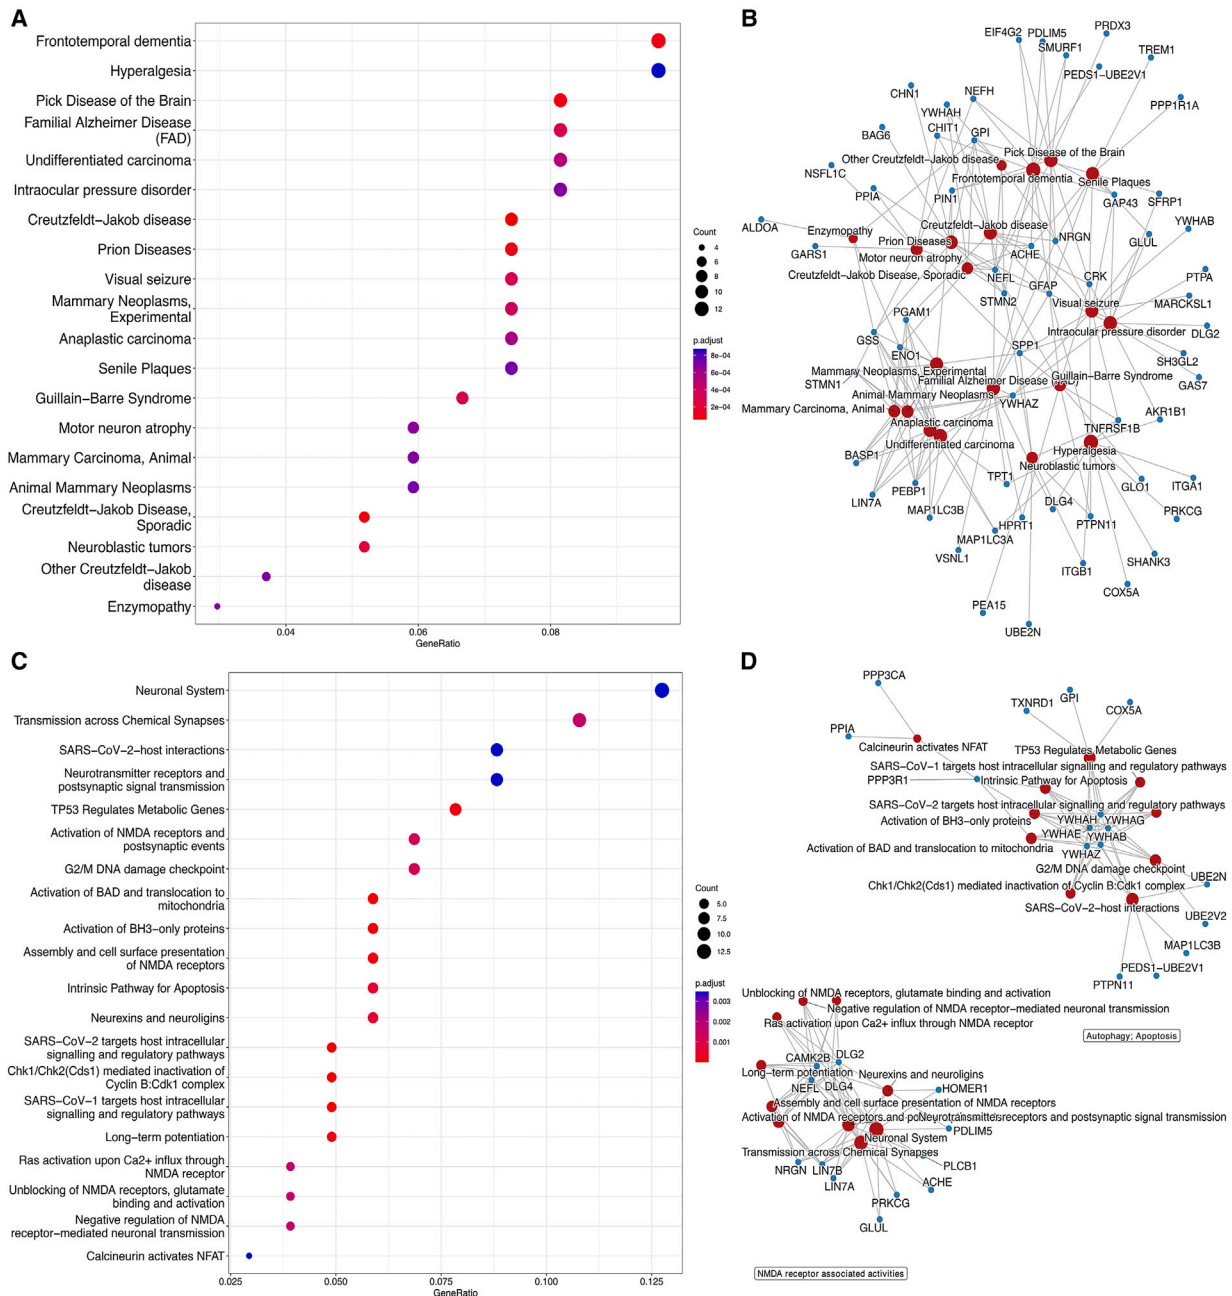 A
Frontotemporal dementia
Hyperalgesia
Pick Disease of the Brain
Familial Alzheimer Disease
(FAD)
Undifferentiated carcinoma
Intraocular pressure disorder
Creutzfeldt−Jakob disease
Prion Diseases
Visual seizure
Mammary Neoplasms,
Experimental
Anaplastic carcinoma
Senile Plaques
Guillain−Barre Syndrome
Motor neuron atrophy
Mammary Carcinoma, Animal
Animal Mammary Neoplasms
Creutzfeldt−Jakob Disease,
Sporadic
Neuroblastic tumors
Other Creutzfeldt−Jakob
disease
Enzymopathy
0.04
0.06
0.08
GeneRatio
Count
4
6
8
10
12
p.adjust
8e−04
6e−04
4e−04
2e−04
B
EIF4G2
PDLIM5
PRDX3
SMURF1
TREM1
PEDS1−UBE2V1
CHN1
NEFH
PPP1R1A
YWHAH
CHIT1
GPI
BAG6
Pick Disease of the Brain
Other Creutzfeldt−Jakob disease
NSFL1C
Frontotemporal dementia
Senile Plaques
PPIA
PIN1
GAP43
SFRP1
ALDOA
Enzymopathy
Creutzfeldt−Jakob disease
YWHAB
GARS1
Prion Diseases
NRGN
GLUL
Motor neuron atrophy
ACHE
Creutzfeldt−Jakob Disease, Sporadic
NEFL
CRK
PTPA
GFAP
STMN2
Visual seizure
MARCKSL1
PGAM1
Intraocular pressure disorder
DLG2
GSS
SPP1
ENO1
SH3GL2
Mammary Neoplasms, Experimental
Guillain−Barre Syndrome
GAS7
STMN1
Familial Alzheimer Disease (FAD)
Animal Mammary Neoplasms
YWHAZ
Mammary Carcinoma, Animal
AKR1B1
Anaplastic carcinoma
TNFRSF1B
Undifferentiated carcinoma
Hyperalgesia
BASP1
Neuroblastic tumors
LIN7A
PEBP1
TPT1
GLO1
ITGA1
MAP1LC3B
DLG4
PRKCG
HPRT1
PTPN11
MAP1LC3A
VSNL1
SHANK3
ITGB1
COX5A
PEA15
UBE2N
C
Neuronal System
Transmission across Chemical Synapses
SARS−CoV−2−host interactions
Neurotransmitter receptors and
postsynaptic signal transmission
TP53 Regulates Metabolic Genes
Activation of NMDA receptors and
postsynaptic events
G2/M DNA damage checkpoint
Activation of BAD and translocation to
mitochondria
Activation of BH3−only proteins
Assembly and cell surface presentation
of NMDA receptors
Intrinsic Pathway for Apoptosis
Neurexins and neuroligins
SARS−CoV−2 targets host intracellular
signalling and regulatory pathways
Chk1/Chk2(Cds1) mediated inactivation of
Cyclin B:Cdk1 complex
SARS−CoV−1 targets host intracellular
signalling and regulatory pathways
Long−term potentiation
Ras activation upon Ca2+ influx through
NMDA receptor
Unblocking of NMDA receptors, glutamate
binding and activation
Negative regulation of NMDA
receptor−mediated neuronal transmission
Calcineurin activates NFAT
0.025
0.050
0.075
0.100
0.125
GeneRatio
Count
5.0
7.5
10.0
12.5
p.adjust
0.003
0.002
0.001
D
PPP3CA
GPI
TXNRD1
COX5A
PPIA
Calcineurin activates NFAT
TP53 Regulates Metabolic Genes
SARS−CoV−1 targets host intracellular signalling and regulatory pathways
PPP3R1
Intrinsic Pathway for Apoptosis
SARS−CoV−2 targets host intracellular signalling and regulatory pathways
Activation of BH3−only proteins
YWHAH
YWHAG
YWHAE
YWHAB
Activation of BAD and translocation to mitochondria
YWHAZ
G2/M DNA damage checkpoint
UBE2N
Chk1/Chk2(Cds1) mediated inactivation of Cyclin B:Cdk1 complex
SARS−CoV−2−host interactions
UBE2V2
MAP1LC3B
PEDS1−UBE2V1
PTPN11
Autophagy; Apoptosis
Unblocking of NMDA receptors, glutamate binding and activation
Negative regulation of NMDA receptor−mediated neuronal transmission
Ras activation upon Ca2+ influx through NMDA receptor
CAMK2B
DLG2
Long−term potentiation
Neurexins and neuroligins
NEFL
DLG4
HOMER1
Assembly and cell surface presentation of NMDA receptors
Activation of NMDA receptors and
Neurotransmitter receptors and postsynaptic signal transmission
PDLIM5
Neuronal System
Transmission across Chemical Synapses
NRGN
LIN7B
PLCB1
LIN7A
ACHE
PRKCG
GLUL
NMDA receptor associated activities